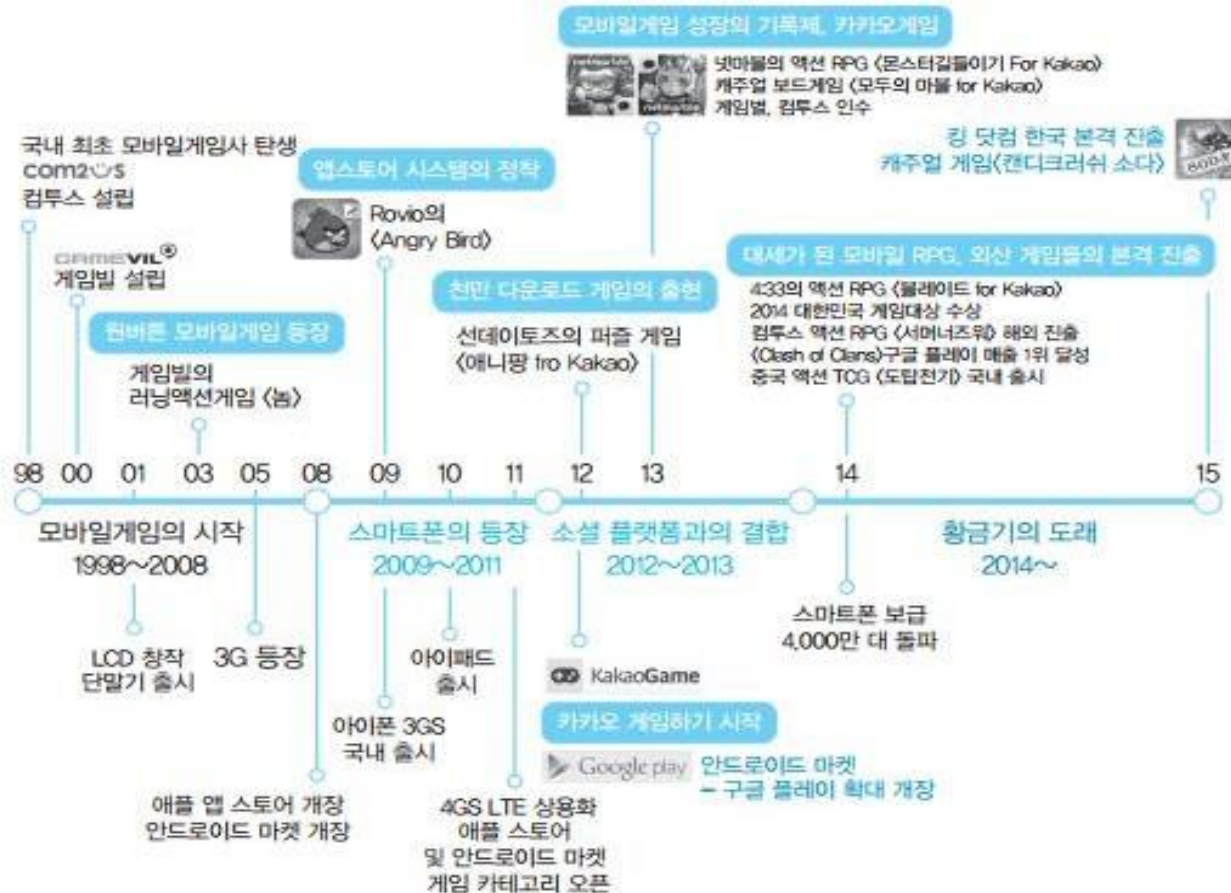 모바일게임 성장의 기폭제, 카카오게임
넷마블의 액션 RPG 〈몬스터길들이기 For Kakao〉
캐주얼 보드게임 〈모두의 마블 for Kakao〉
게임빌, 컴투스 인수
국내 최초 모바일게임사 탄생
com2us
컴투스 설립
킹 닷컴 한국 본격 진출
캐주얼 게임〈캔디크러쉬 소다〉
SODA
앱스토어 시스템의 정착
Rovio의
〈Angry Bird〉
GAMEVIL
게임빌 설립
대세가 된 모바일 RPG, 외산 게임들의 본격 진출
4:33의 액션 RPG 〈블레이드 for Kakao〉
2014 대한민국 게임대상 수상
컴투스 액션 RPG 〈서머너즈워〉 해외 진출
〈Clash of Clans〉구글 플레이 매출 1위 달성
중국 액션 TCG 〈도탑전기〉 국내 출시
천만 다운로드 게임의 출현
선데이토즈의 퍼즐 게임
〈애니팡 fro Kakao〉
원버튼 모바일게임 등장
게임빌의
러닝액션게임 〈놈〉
98 00 01 03 05 08 09 10 11 12 13 14 15
모바일게임의 시작
1998~2008
스마트폰의 등장
2009~2011
소셜 플랫폼과의 결합
2012~2013
황금기의 도래
2014~
LCD 창작
단말기 출시
3G 등장
아이패드
출시
스마트폰 보급
4,000만 대 돌파
KakaoGame
카카오 게임하기 시작
아이폰 3GS
국내 출시
Google play
안드로이드 마켓
- 구글 플레이 확대 개장
애플 앱 스토어 개장
안드로이드 마켓 개장
4GS LTE 상용화
애플 스토어
및 안드로이드 마켓
게임 카테고리 오픈